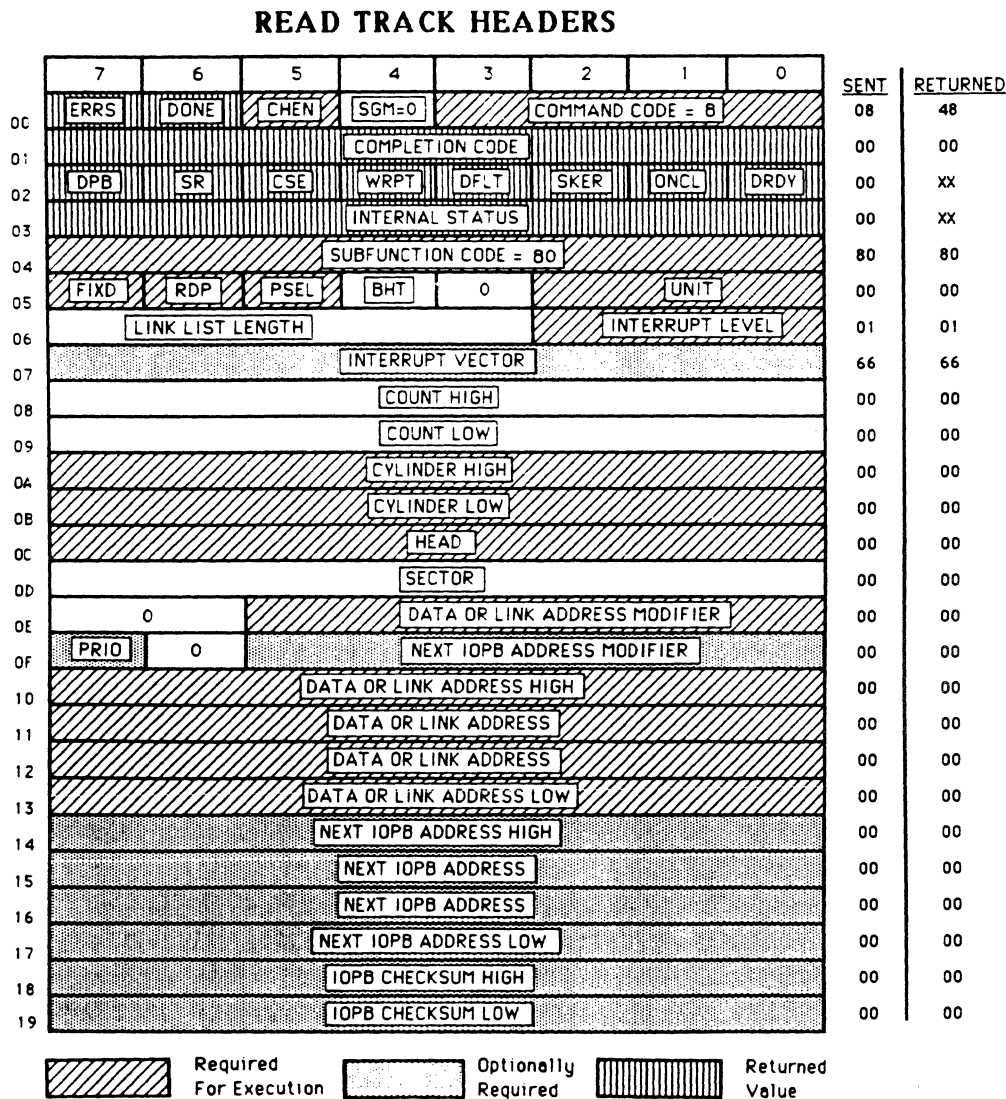 READ TRACK HEADERS
7 6 5 4 3 2 1 0
SENT RETURNED
0C ERRS DONE CHEN SGM=0 COMMAND CODE = 8 08 48
01 COMPLETION CODE 00 00
02 DPB SR CSE WRPT DFLT SKER ONCL DRDY 00 XX
03 INTERNAL STATUS 00 XX
04 SUBFUNCTION CODE = 80 80 80
05 FIXD RDP PSEL BHT 0 UNIT 00 00
06 LINK LIST LENGTH INTERRUPT LEVEL 01 01
07 INTERRUPT VECTOR 66 66
08 COUNT HIGH 00 00
09 COUNT LOW 00 00
0A CYLINDER HIGH 00 00
0B CYLINDER LOW 00 00
0C HEAD 00 00
0D SECTOR 00 00
0E 0 DATA OR LINK ADDRESS MODIFIER 00 00
0F PRIO 0 NEXT IOPB ADDRESS MODIFIER 00 00
10 DATA OR LINK ADDRESS HIGH 00 00
11 DATA OR LINK ADDRESS 00 00
12 DATA OR LINK ADDRESS 00 00
13 DATA OR LINK ADDRESS LOW 00 00
14 NEXT IOPB ADDRESS HIGH 00 00
15 NEXT IOPB ADDRESS 00 00
16 NEXT IOPB ADDRESS 00 00
17 NEXT IOPB ADDRESS LOW 00 00
18 IOPB CHECKSUM HIGH 00 00
19 IOPB CHECKSUM LOW 00 00
Required For Execution
Optionally Required
Returned Value